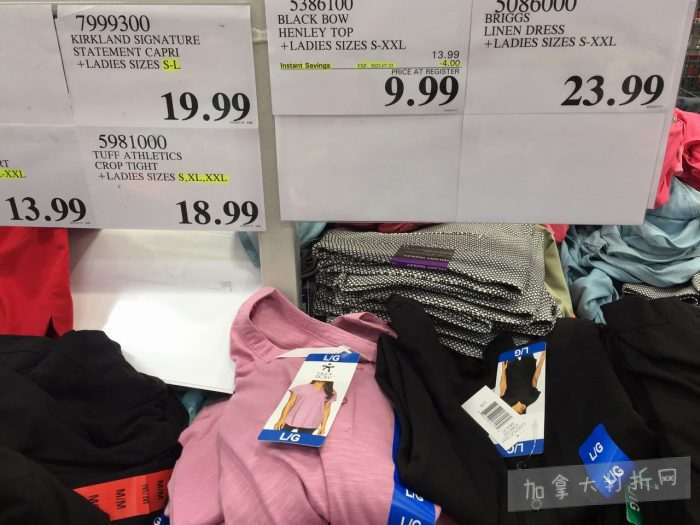 7999300
KIRKLAND SIGNATURE
STATEMENT CAPRI
+LADIES SIZES S-L
19.99
5386100
BLACK BOW
HENLEY TOP
+LADIES SIZES S-XXL
13.99
Instant Savings
-4.00
PRICE AT REGISTER
9.99
5086000
BRIGGS
LINEN DRESS
+LADIES SIZES S-XXL
23.99
RT
-XXL
13.99
5981000
TUFF ATHLETICS
CROP TIGHT
+LADIES SIZES S,XL,XXL
18.99
L/G
L/G
L/G
L/G
L/G
L/G
M/M
M/M
加拿大打折网